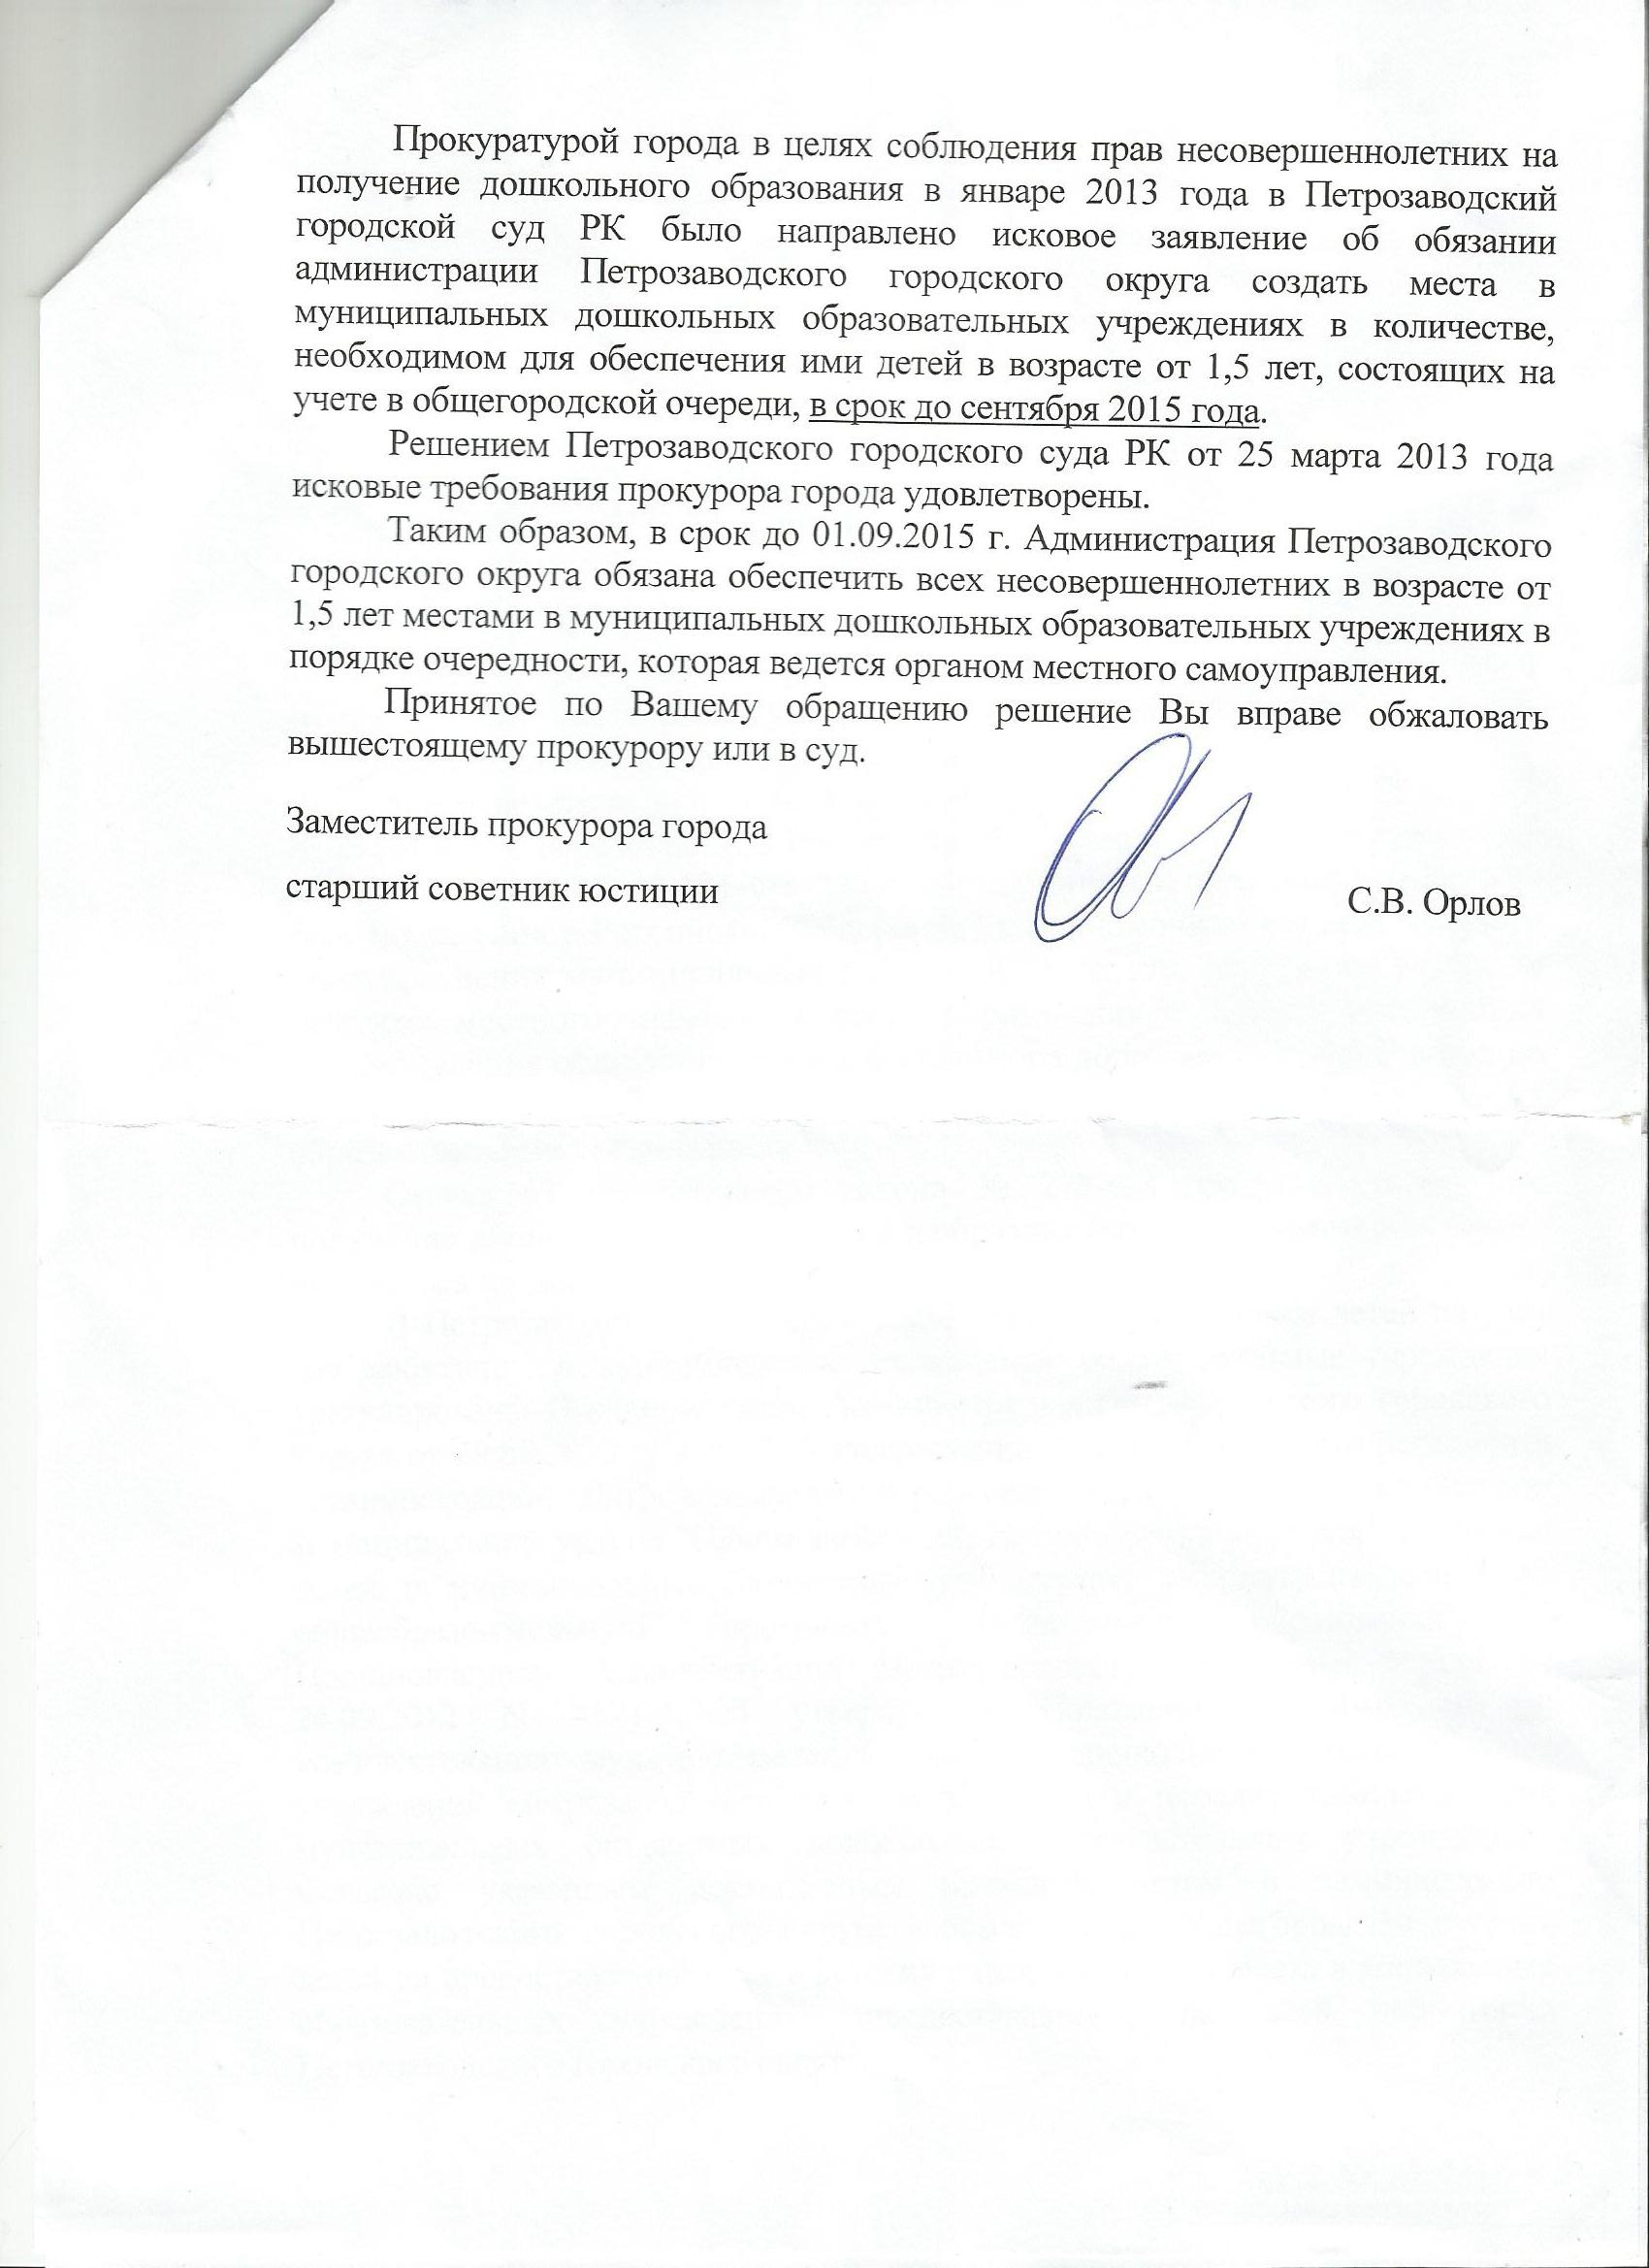 Прокуратурой города в целях соблюдения прав несовершеннолетних на
получение дошкольного образования в январе 2013 года в Петрозаводский
городской суд РК было направлено исковое заявление об обязании
администрации Петрозаводского городского округа создать места в
муниципальных дошкольных образовательных учреждениях в количестве,
необходимом для обеспечения ими детей в возрасте от 1,5 лет, состоящих на
учете в общегородской очереди, в срок до сентября 2015 года.
Решением Петрозаводского городского суда РК от 25 марта 2013 года
исковые требования прокурора города удовлетворены.
Таким образом, в срок до 01.09.2015 г. Администрация Петрозаводского
городского округа обязана обеспечить всех несовершеннолетних в возрасте от
1,5 лет местами в муниципальных дошкольных образовательных учреждениях в
порядке очередности, которая ведется органом местного самоуправления.
Принятое по Вашему обращению решение Вы вправе обжаловать
вышестоящему прокурору или в суд.
Заместитель прокурора города
старший советник юстиции
С.В. Орлов